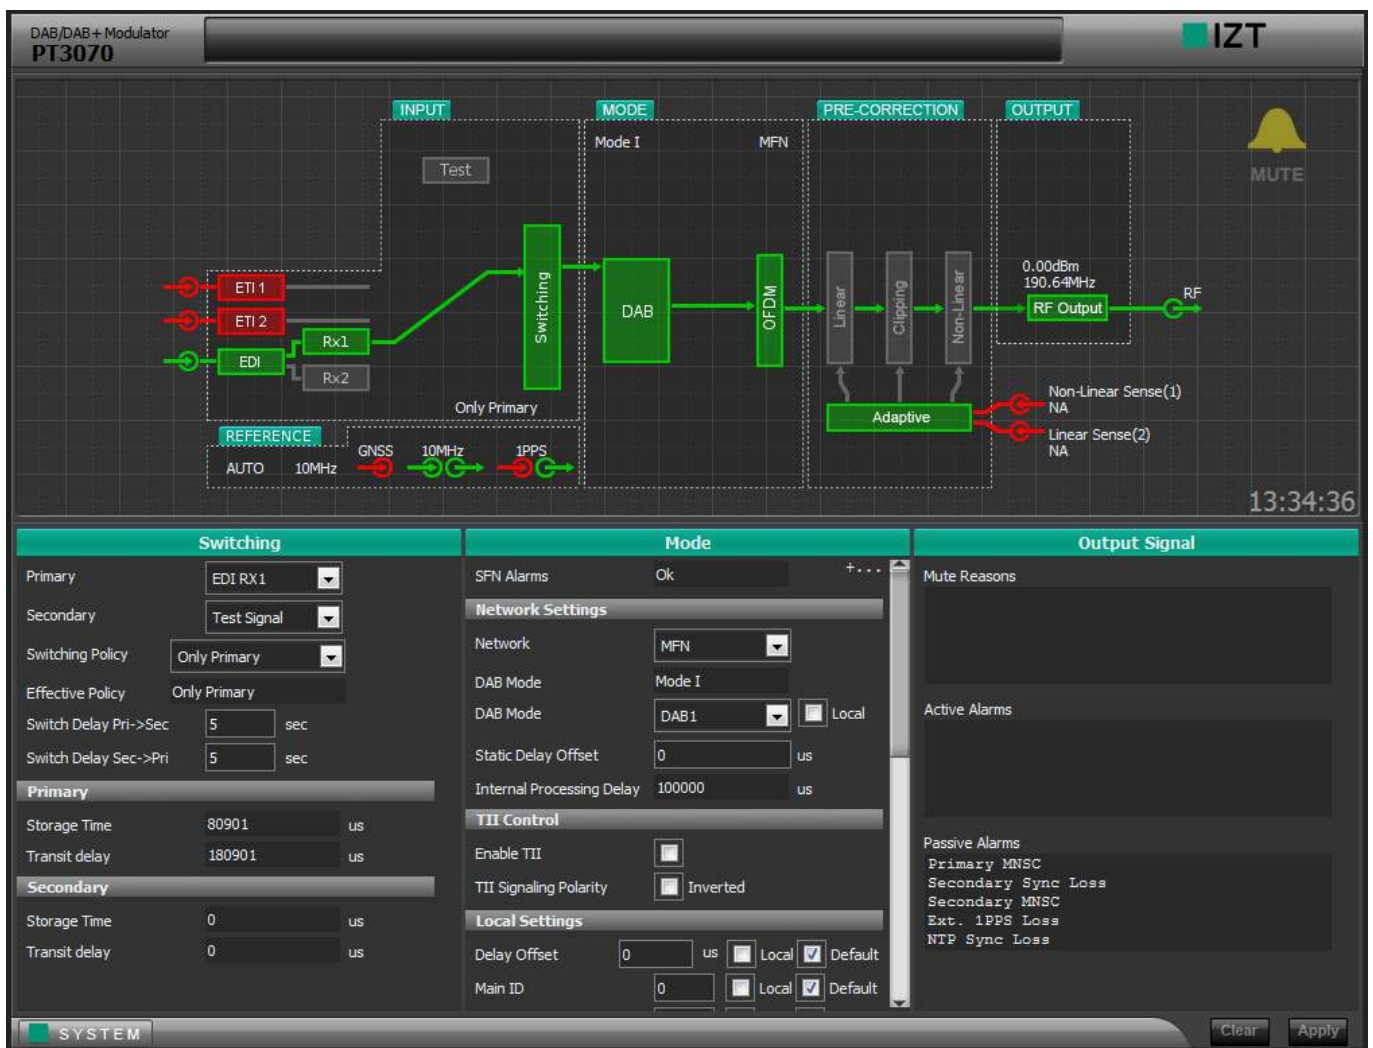 DAB/DAB+ Modulator
PT3070
IZT
INPUT
MODE
PRE-CORRECTION
OUTPUT
Mode I MFN
Test
MUTE
Switching
DAB
OFDM
Linear
Clipping
Non-Linear
0.00dBm
190.64MHz
RF Output
RF
ETI 1
ETI 2
EDI
Rx1
Rx2
Only Primary
Adaptive
Non-Linear Sense(1)
NA
Linear Sense(2)
NA
REFERENCE
AUTO 10MHz
GNSS 10MHz 1PPS
13:34:36
Switching
Primary EDI RX1
Secondary Test Signal
Switching Policy Only Primary
Effective Policy Only Primary
Switch Delay Pri->Sec 5 sec
Switch Delay Sec->Pri 5 sec
Primary
Storage Time 80901 us
Transit delay 180901 us
Secondary
Storage Time 0 us
Transit delay 0 us
Mode
SFN Alarms Ok +...
Network Settings
Network MFN
DAB Mode Mode I
DAB Mode DAB1 Local
Static Delay Offset 0 us
Internal Processing Delay 100000 us
TII Control
Enable TII
TII Signaling Polarity Inverted
Local Settings
Delay Offset 0 us Local Default
Main ID 0 Local Default
Output Signal
Mute Reasons
Active Alarms
Passive Alarms
Primary MNSC
Secondary Sync Loss
Secondary MNSC
Ext. 1PPS Loss
NTP Sync Loss
SYSTEM
Clear Apply